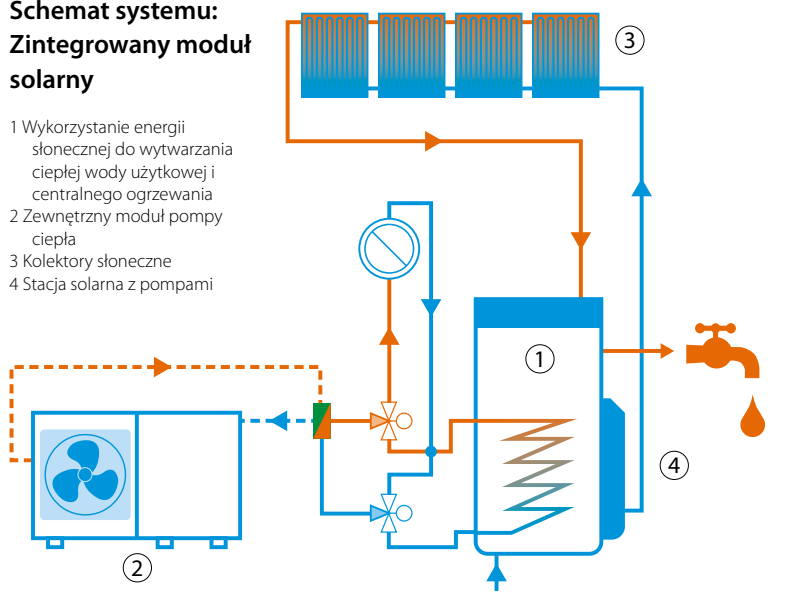 Schemat systemu:
Zintegrowany moduł
solarny
1 Wykorzystanie energii
słonecznej do wytwarzania
ciepłej wody użytkowej i
centralnego ogrzewania
2 Zewnętrzny moduł pompy
ciepła
3 Kolektory słoneczne
4 Stacja solarna z pompami
3
1
4
2